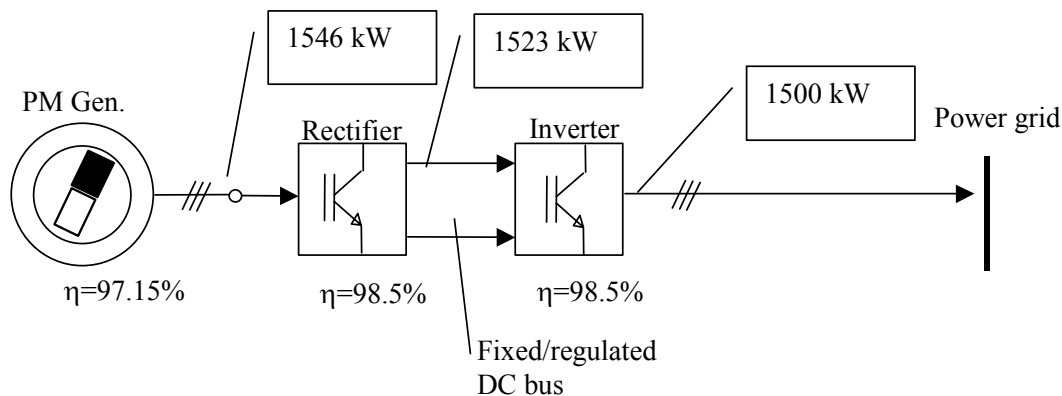 1546 kW
1523 kW
1500 kW
PM Gen.
Rectifier
Inverter
Power grid
η=97.15%
η=98.5%
η=98.5%
Fixed/regulated
DC bus